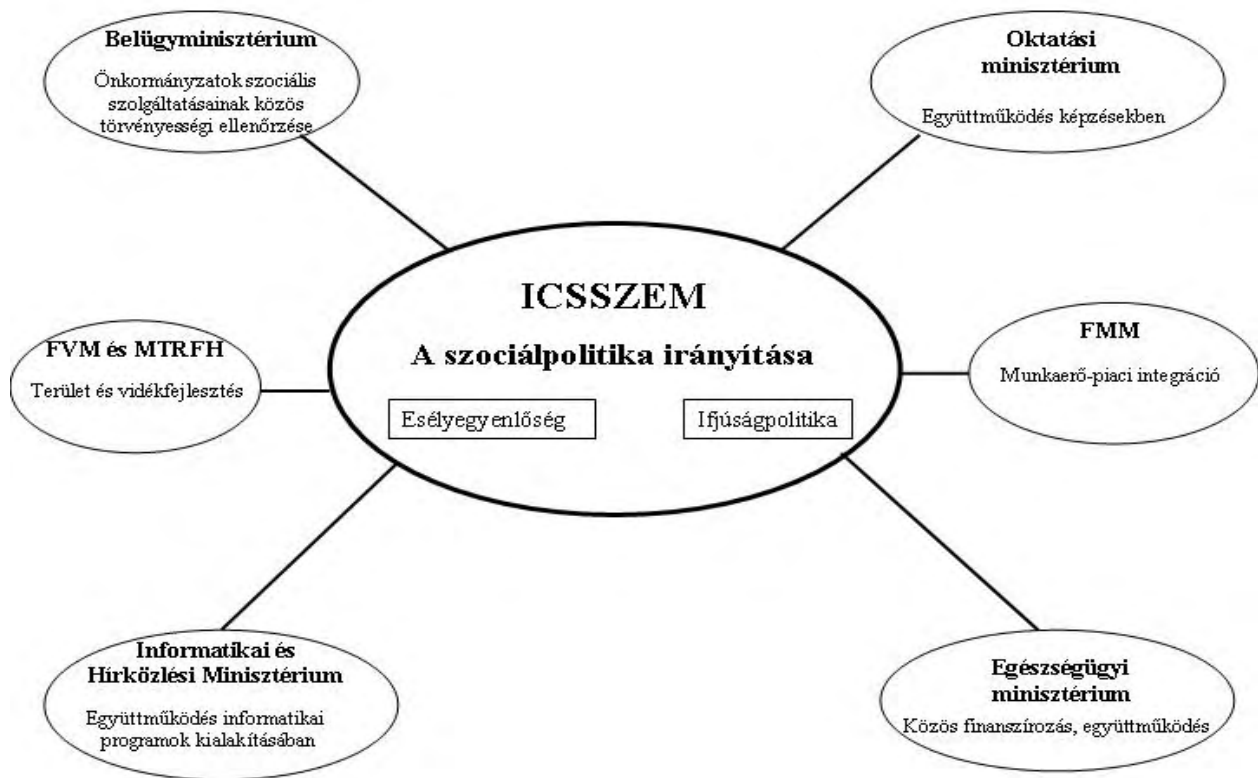 Belügyminisztérium
Önkormányzatok szociális
szolgáltatásainak közös
törvényességi ellenőrzése
Oktatási
minisztérium
Együttműködés képzésekben
ICSSZEM
A szociálpolitika irányítása
Esélyegyenlőség
Ifjúságpolitika
FVM és MTRFH
Terület és vidékfejlesztés
FMM
Munkaerő-piaci integráció
Informatikai és
Hírközlési Minisztérium
Együttműködés informatikai
programok kialakításában
Egészségügyi
minisztérium
Közös finanszírozás, együttműködés